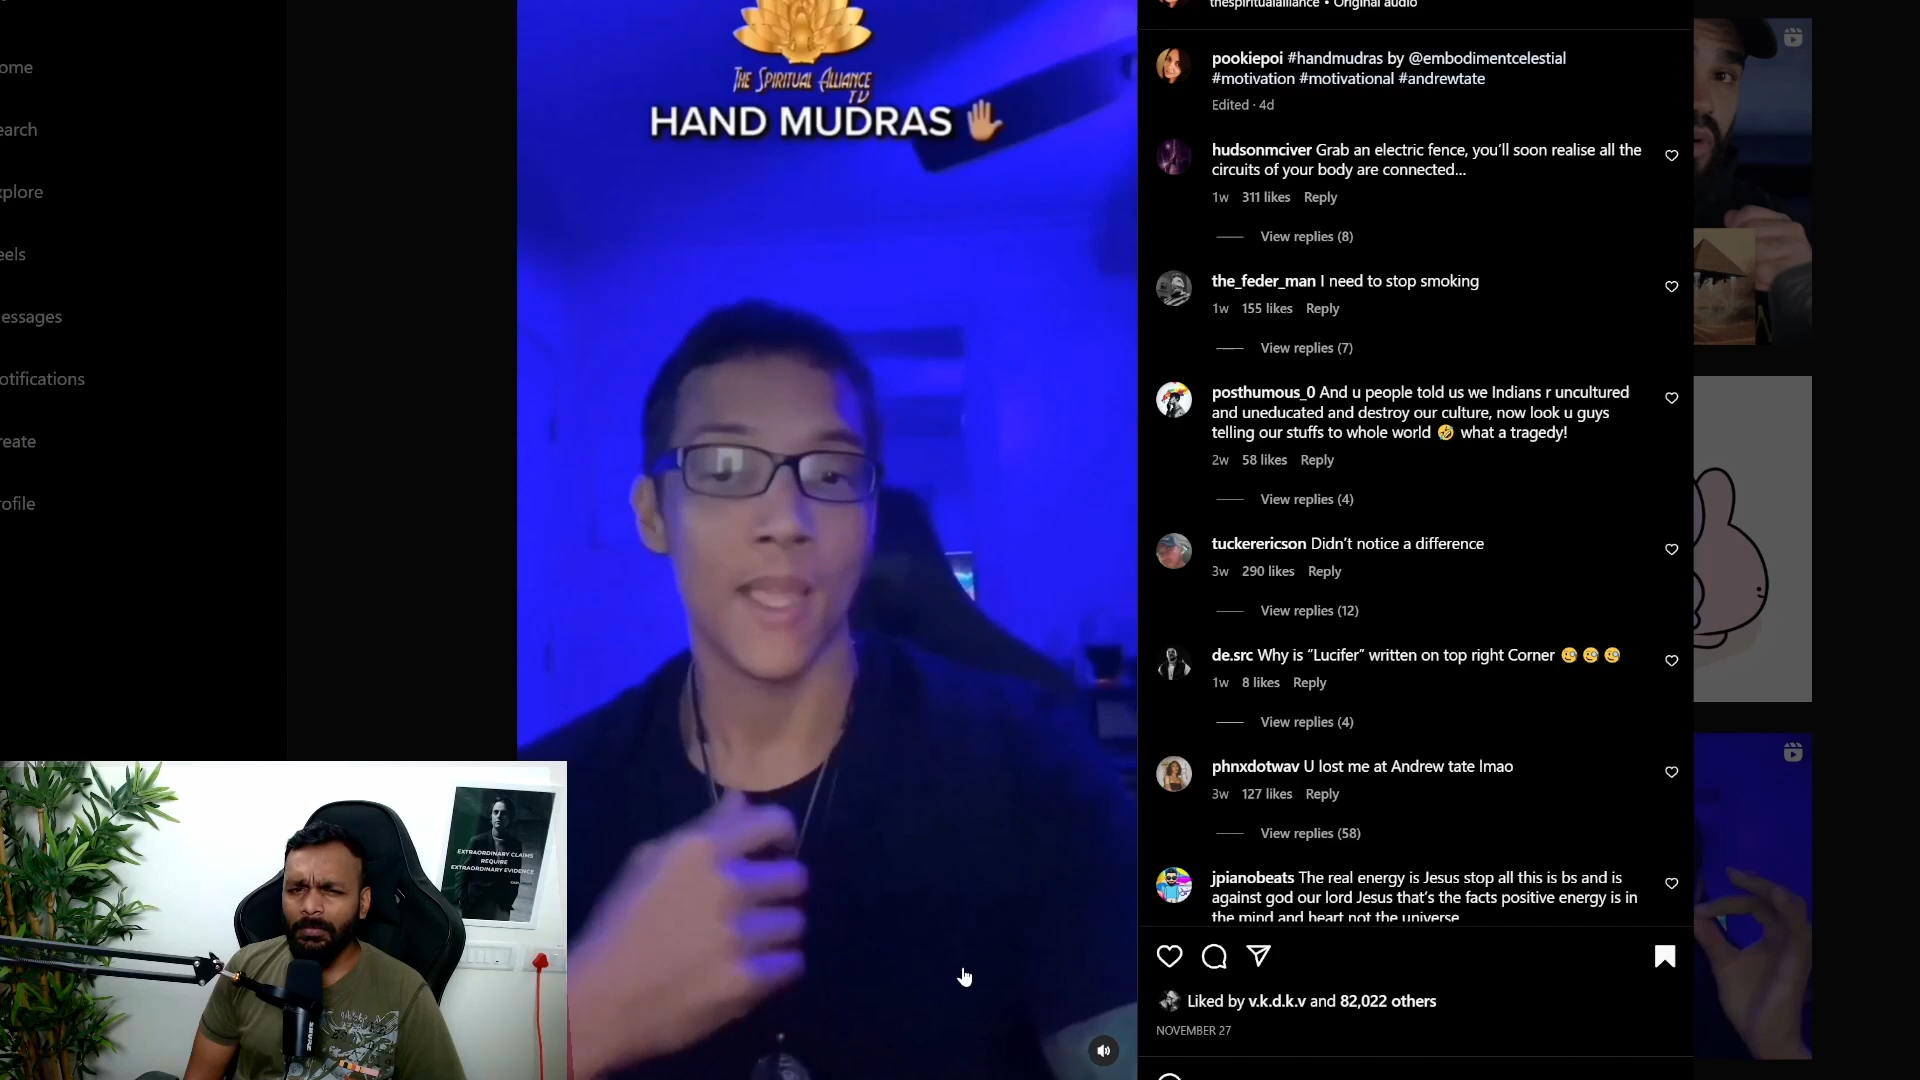 ome
earch
xplore
eels
essages
otifications
reate
rofile
THE SPIRITUAL ALLIANCE
TV
HAND MUDRAS 🤚🏽
EXTRAORDINARY CLAIMS
REQUIRE
EXTRAORDINARY EVIDENCE
thespiritualalliance • Original audio
pookiepoi #handmudras by @embodimentcelestial
#motivation #motivational #andrewtate
Edited · 4d
hudsonmciver Grab an electric fence, you’ll soon realise all the
circuits of your body are connected...
1w 311 likes Reply
View replies (8)
the_feder_man I need to stop smoking
1w 155 likes Reply
View replies (7)
posthumous_0 And u people told us we Indians r uncultured
and uneducated and destroy our culture, now look u guys
telling our stuffs to whole world 🤣 what a tragedy!
2w 58 likes Reply
View replies (4)
tuckerericson Didn’t notice a difference
3w 290 likes Reply
View replies (12)
de.src Why is “Lucifer” written on top right Corner 🧐 🧐 🧐
1w 8 likes Reply
View replies (4)
phnxdotwav U lost me at Andrew tate lmao
3w 127 likes Reply
View replies (58)
jpianobeats The real energy is Jesus stop all this is bs and is
against god our lord Jesus that’s the facts positive energy is in
the mind and heart not the universe
Liked by v.k.d.k.v and 82,022 others
NOVEMBER 27